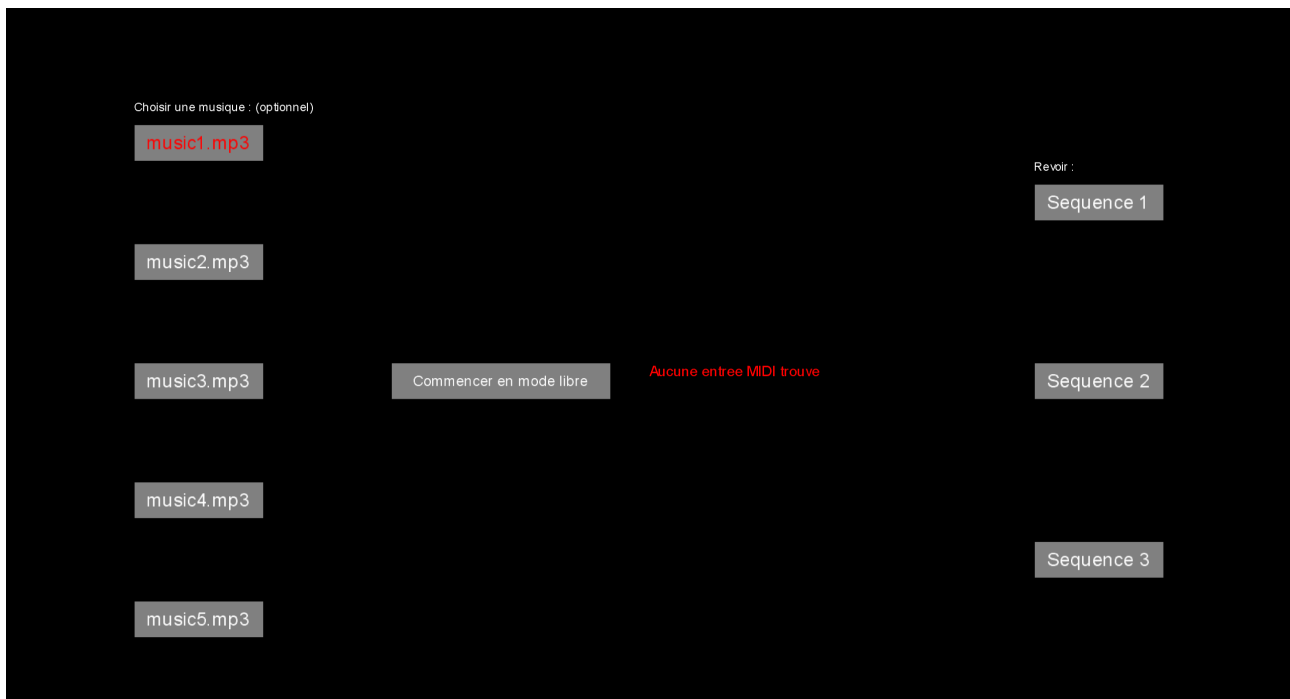 Choisir une musique : (optionnel)
music1.mp3
music2.mp3
music3.mp3
music4.mp3
music5.mp3
Commencer en mode libre
Aucune entree MIDI trouve
Revoir :
Sequence 1
Sequence 2
Sequence 3